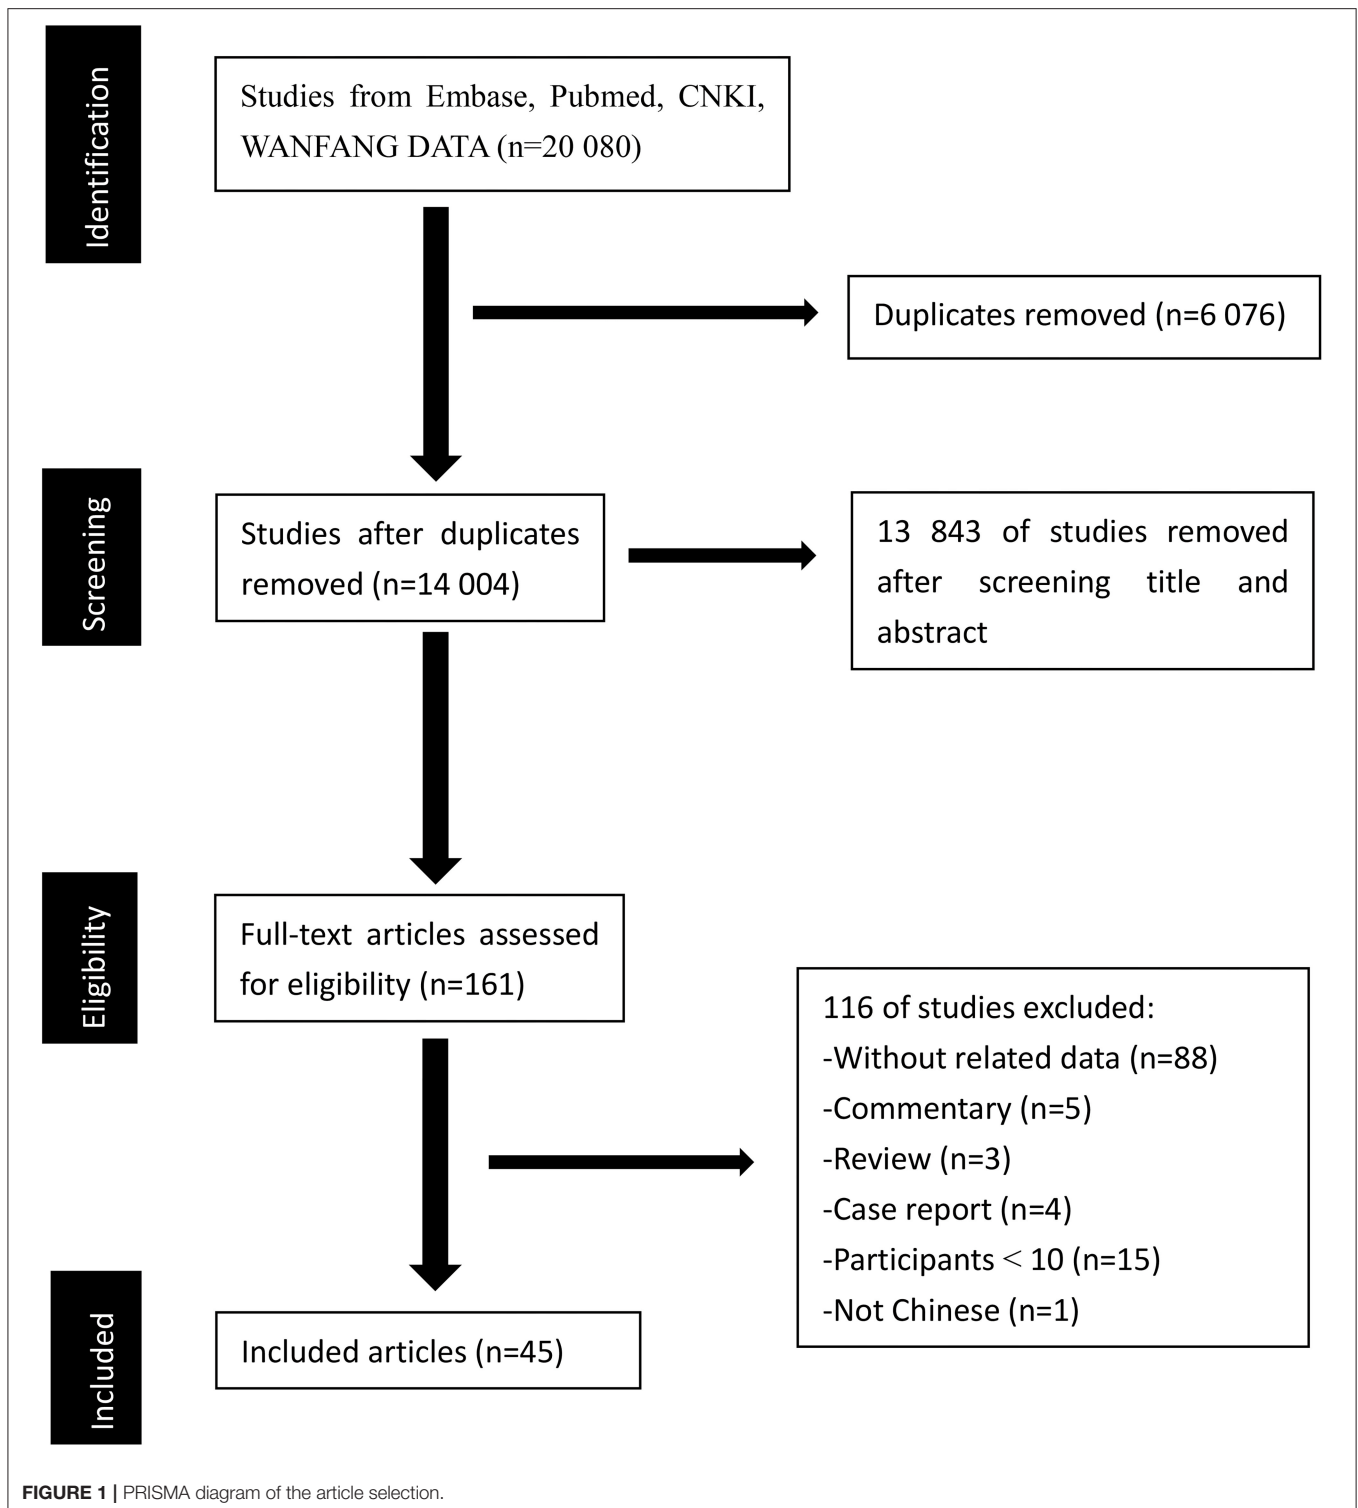 Identification
Studies from Embase, Pubmed, CNKI,
WANFANG DATA (n=20 080)
Duplicates removed (n=6 076)
Screening
Studies after duplicates
removed (n=14 004)
13 843 of studies removed
after screening title and
abstract
Eligibility
Full-text articles assessed
for eligibility (n=161)
116 of studies excluded:
-Without related data (n=88)
-Commentary (n=5)
-Review (n=3)
-Case report (n=4)
-Participants < 10 (n=15)
-Not Chinese (n=1)
Included
Included articles (n=45)
FIGURE 1 | PRISMA diagram of the article selection.